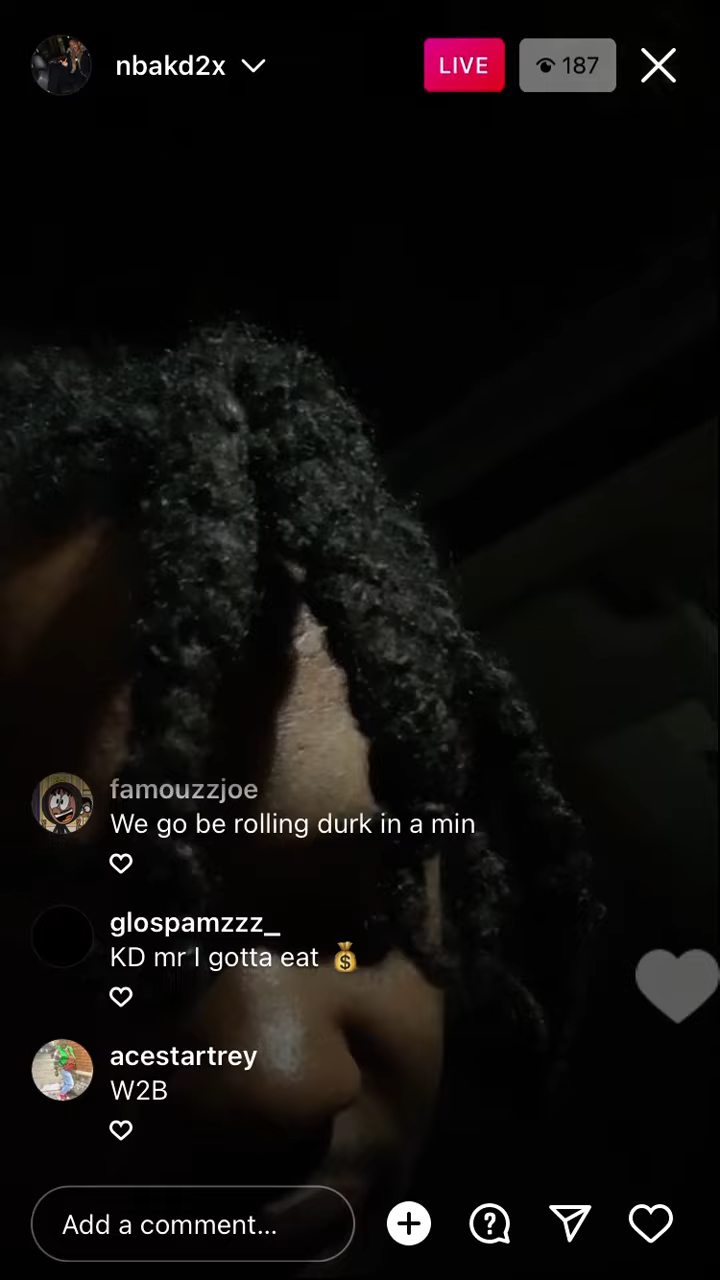 nbakd2x
LIVE
187
famouzzjoe
We go be rolling durk in a min
glospamzzz_
KD mr I gotta eat 💰
acestartrey
W2B
Add a comment...